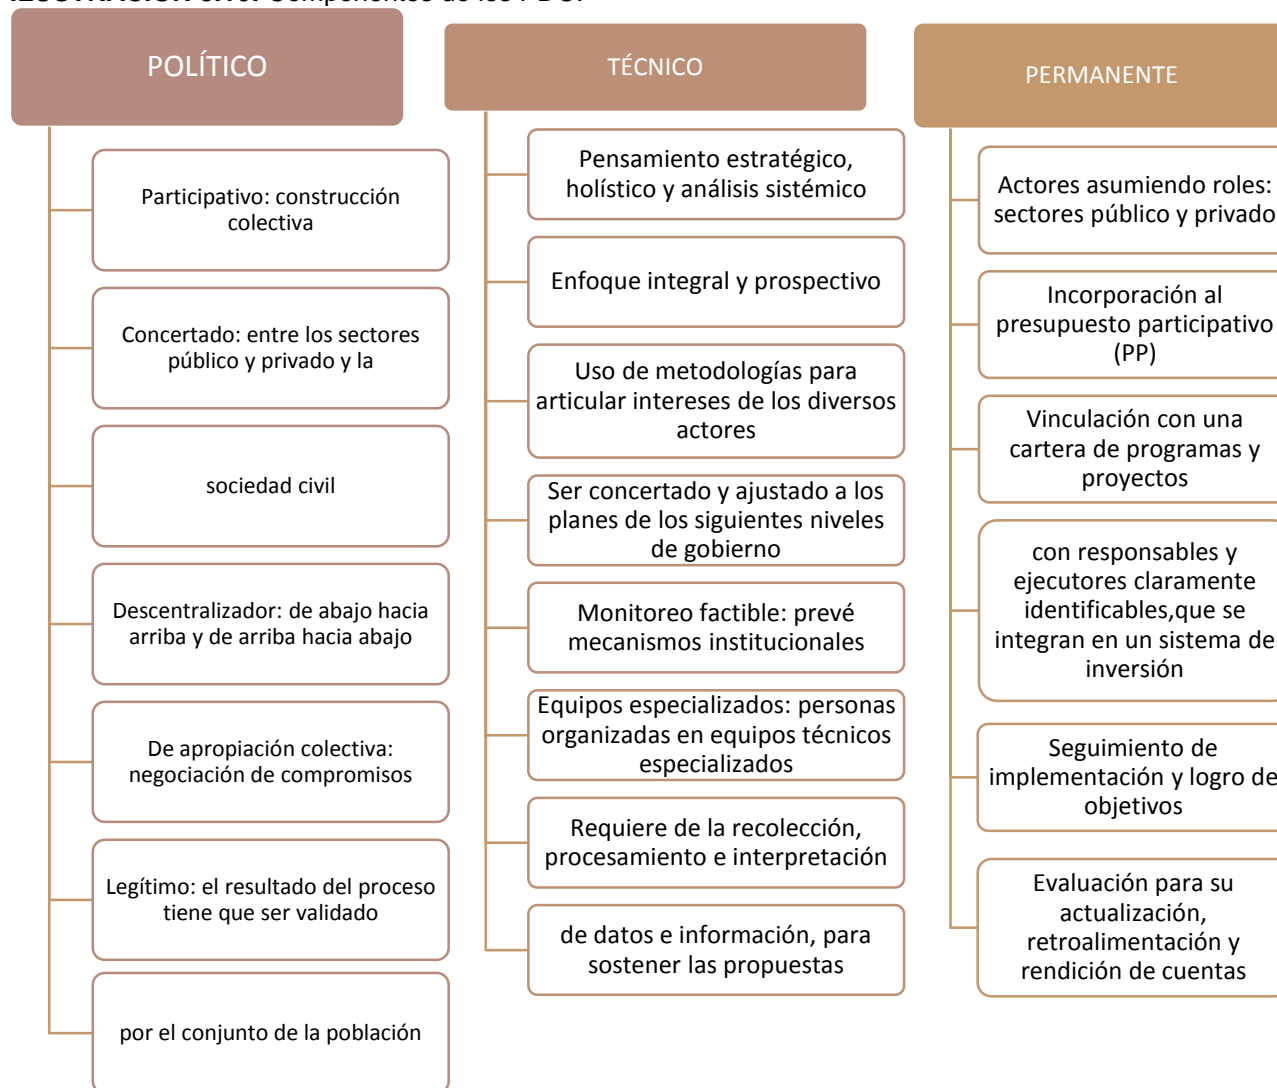 POLÍTICO
Participativo: construcción
colectiva
Concertado: entre los sectores
público y privado y la
sociedad civil
Descentralizador: de abajo hacia
arriba y de arriba hacia abajo
De apropiación colectiva:
negociación de compromisos
Legítimo: el resultado del proceso
tiene que ser validado
por el conjunto de la población
TÉCNICO
Pensamiento estratégico,
holístico y análisis sistémico
Enfoque integral y prospectivo
Uso de metodologías para
articular intereses de los diversos
actores
Ser concertado y ajustado a los
planes de los siguientes niveles
de gobierno
Monitoreo factible: prevé
mecanismos institucionales
Equipos especializados: personas
organizadas en equipos técnicos
especializados
Requiere de la recolección,
procesamiento e interpretación
de datos e información, para
sostener las propuestas
PERMANENTE
Actores asumiendo roles:
sectores público y privado
Incorporación al
presupuesto participativo
(PP)
Vinculación con una
cartera de programas y
proyectos
con responsables y
ejecutores claramente
identificables,que se
integran en un sistema de
inversión
Seguimiento de
implementación y logro de
objetivos
Evaluación para su
actualización,
retroalimentación y
rendición de cuentas